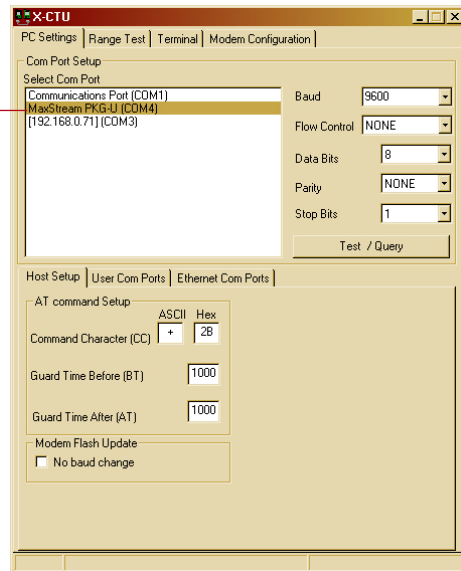 X-CTU
PC Settings Range Test Terminal Modem Configuration
Com Port Setup
Select Com Port
Communications Port (COM1)
MaxStream PKG-U (COM4)
[192.168.0.71] (COM3)
Baud 9600
Flow Control NONE
Data Bits 8
Parity NONE
Stop Bits 1
Test / Query
Host Setup User Com Ports Ethernet Com Ports
AT command Setup
ASCII Hex
Command Character (CC) + 2B
Guard Time Before (BT) 1000
Guard Time After (AT) 1000
Modem Flash Update
No baud change